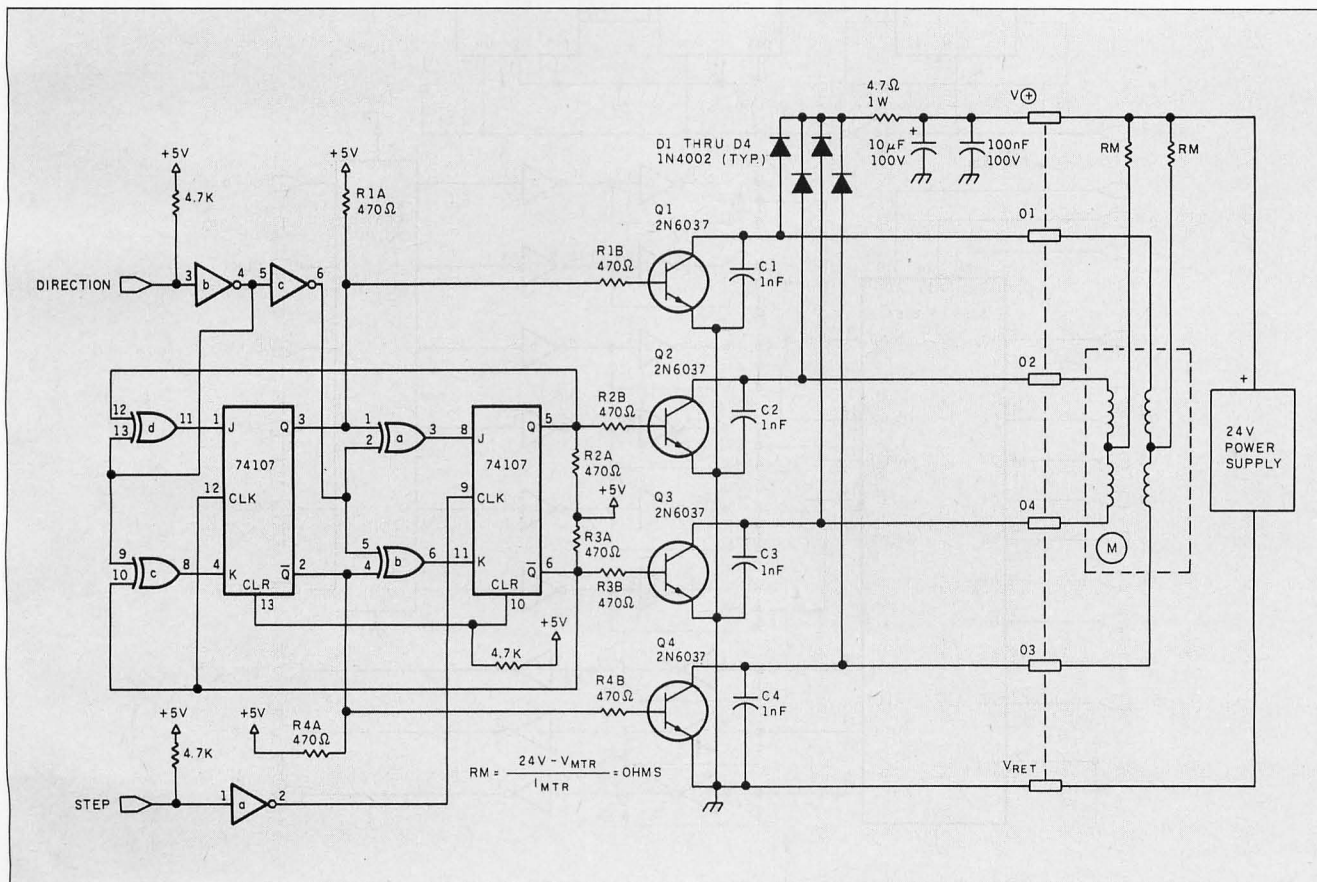 4.7Ω
1W
V⊕
D1 THRU D4
1N4002 (TYP.)
+
10μF
100V
100nF
100V
RM
RM
+5V
4.7K
+5V
R1A
470Ω
Q1
2N6037
O1
DIRECTION
3
b
4
5
c
6
R1B
470Ω
C1
1nF
Q2
2N6037
O2
+
24V
POWER
SUPPLY
12
13
d
11
1
J
Q
3
1
2
a
3
8
J
Q
5
R2B
470Ω
C2
1nF
74107
74107
R2A
470Ω
12
CLK
9
CLK
+5V
Q3
2N6037
O4
M
9
10
c
8
4
K
Q̅
2
5
4
b
6
11
K
Q̅
6
R3A
470Ω
R3B
470Ω
C3
1nF
CLR
13
CLR
10
4.7K
+5V
Q4
2N6037
O3
+5V
4.7K
+5V
R4A
470Ω
R4B
470Ω
C4
1nF
RM = 24V - VMTR / IMTR = OHMS
VRET
STEP
1
a
2